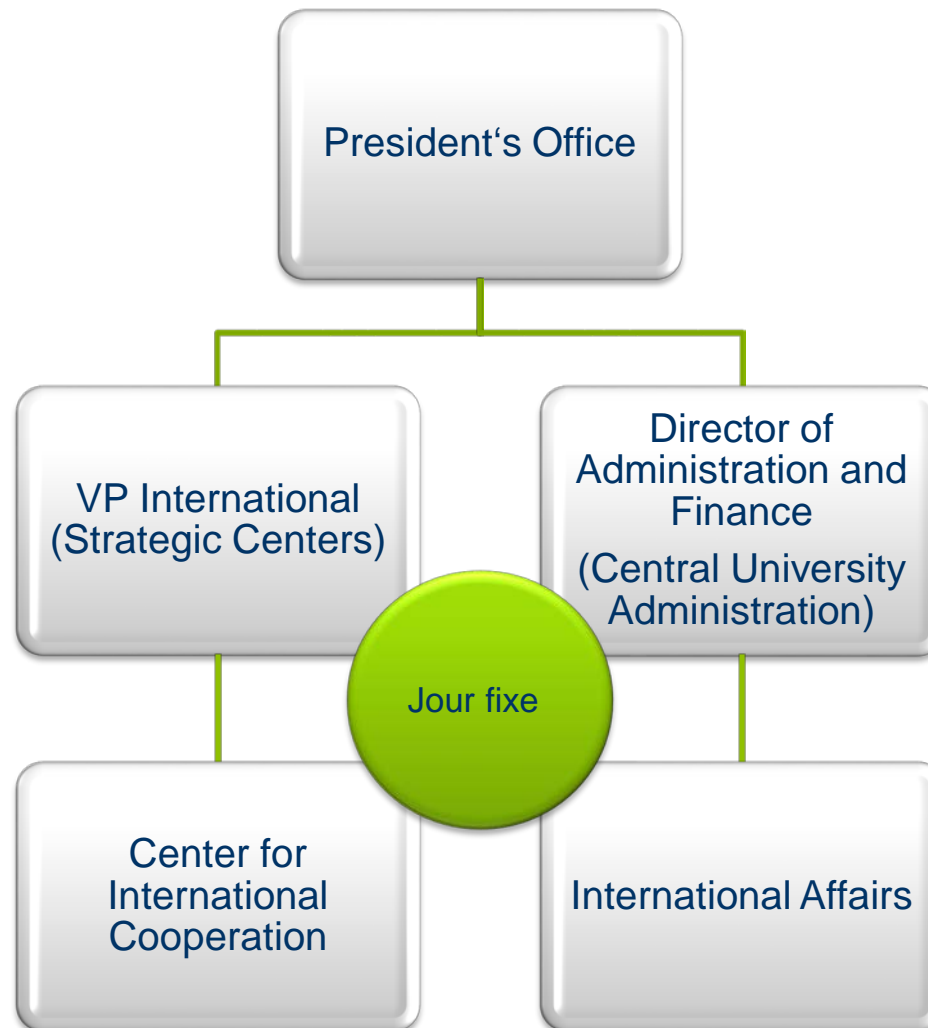 President‘s Office
VP International
(Strategic Centers)
Director of
Administration and
Finance
(Central University
Administration)
Jour fixe
Center for
International
Cooperation
International Affairs